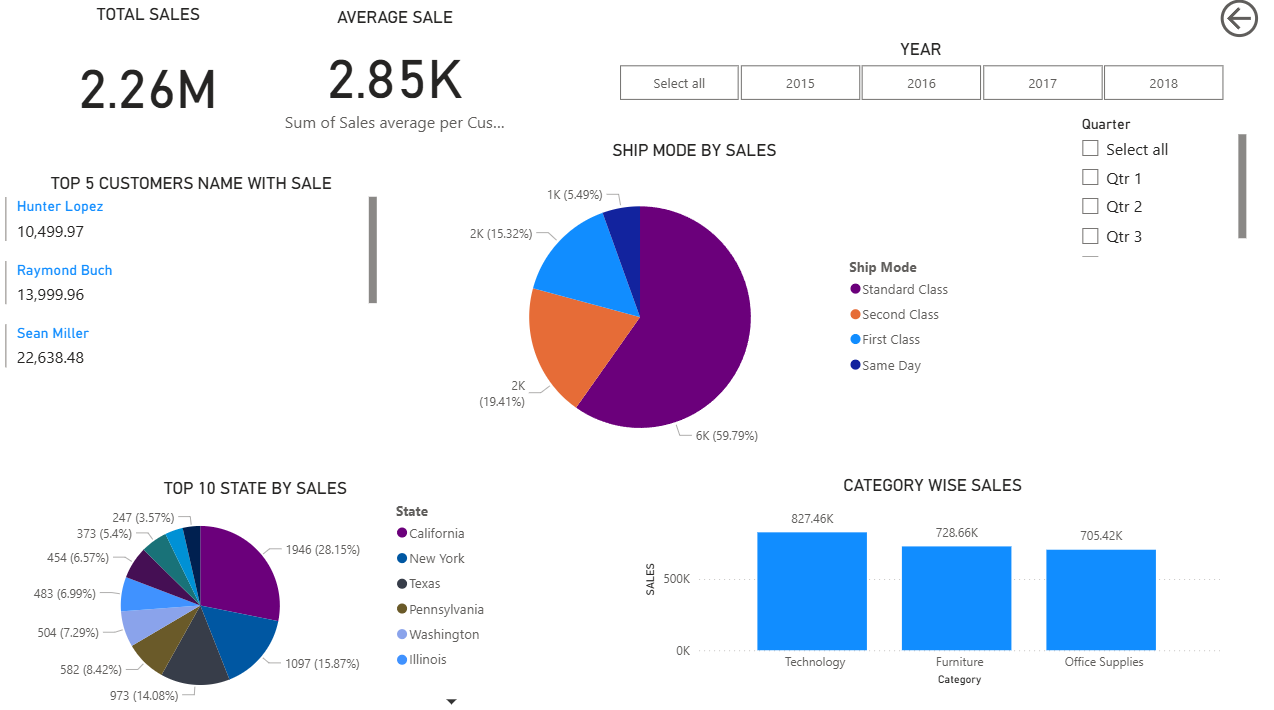 TOTAL SALES
2.26M
AVERAGE SALE
2.85K
Sum of Sales average per Cus...
YEAR
Select all
2015
2016
2017
2018
Quarter
Select all
Qtr 1
Qtr 2
Qtr 3
TOP 5 CUSTOMERS NAME WITH SALE
Hunter Lopez
10,499.97
Raymond Buch
13,999.96
Sean Miller
22,638.48
SHIP MODE BY SALES
1K (5.49%)
2K (15.32%)
2K
(19.41%)
6K (59.79%)
Ship Mode
Standard Class
Second Class
First Class
Same Day
TOP 10 STATE BY SALES
247 (3.57%)
373 (5.4%)
454 (6.57%)
483 (6.99%)
504 (7.29%)
582 (8.42%)
973 (14.08%)
1097 (15.87%)
1946 (28.15%)
State
California
New York
Texas
Pennsylvania
Washington
Illinois
CATEGORY WISE SALES
827.46K
728.66K
705.42K
SALES
500K
0K
Technology
Furniture
Office Supplies
Category